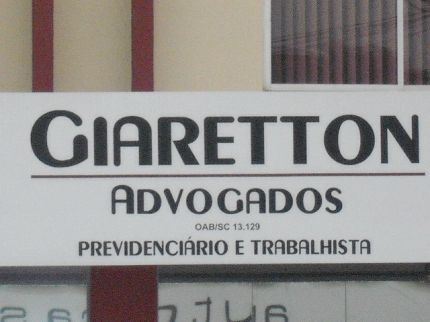 GIARETTON
ADVOGADOS
OAB/SC 13.129
PREVIDENCIÁRIO E TRABALHISTA